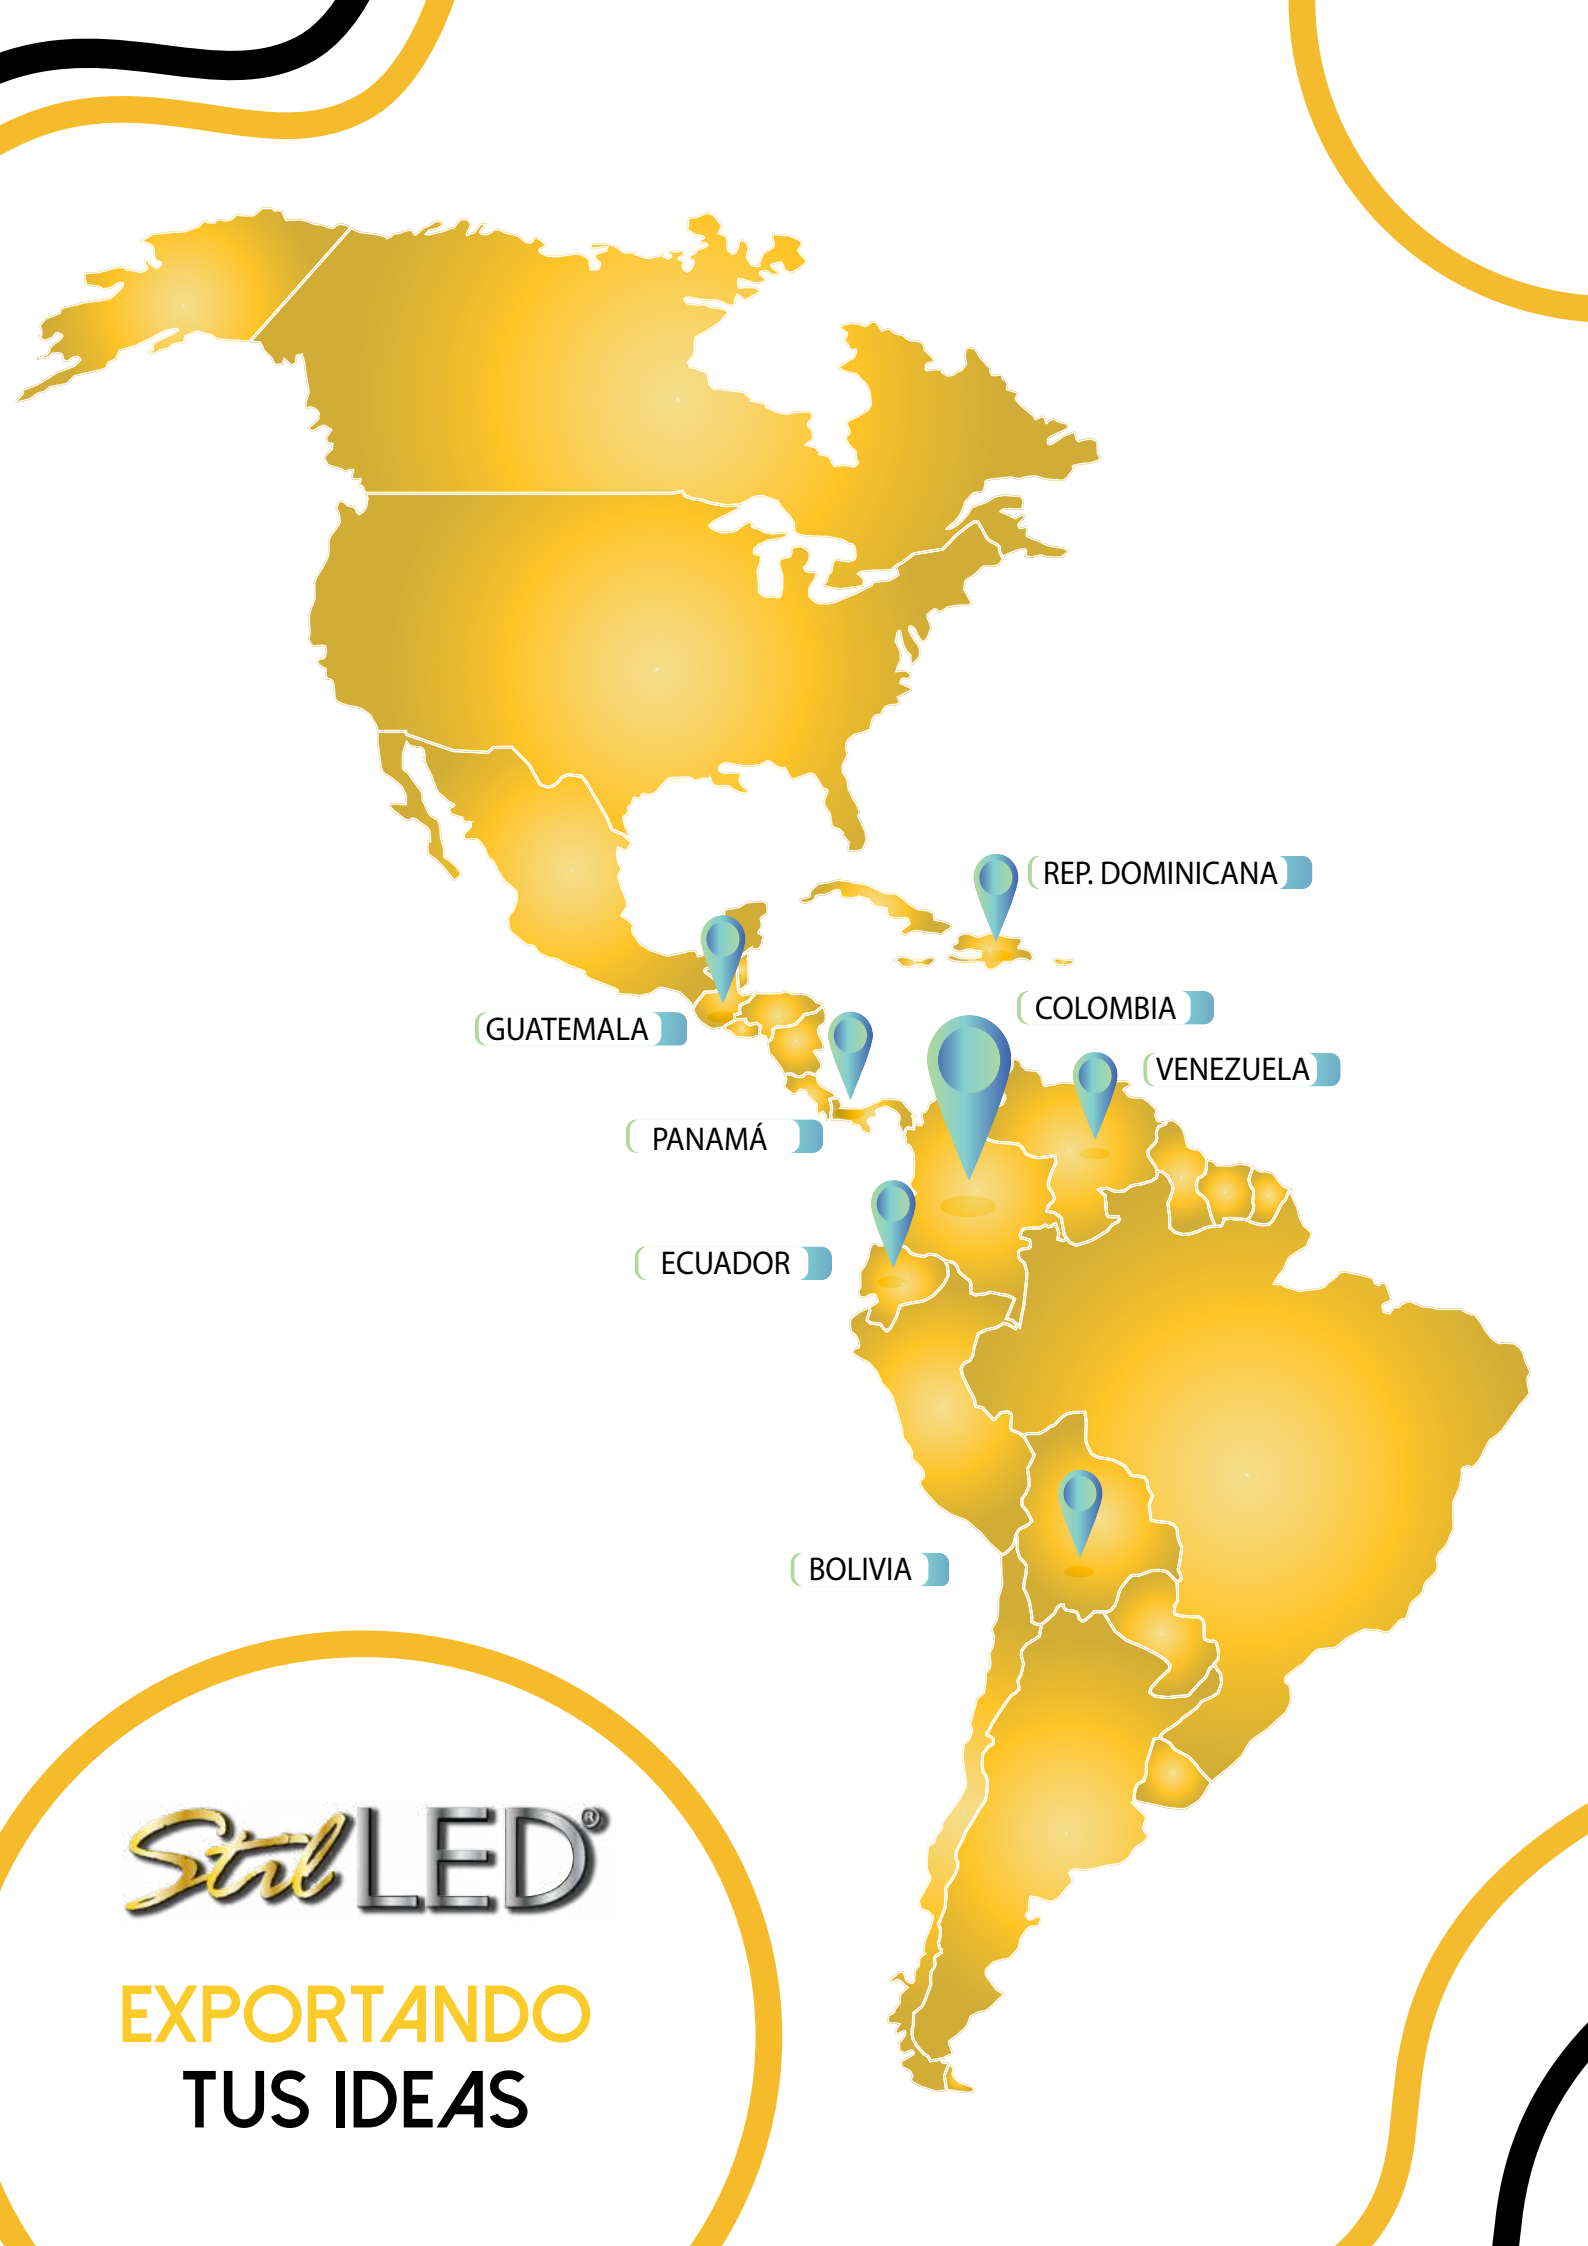 REP. DOMINICANA
COLOMBIA
GUATEMALA
VENEZUELA
PANAMÁ
ECUADOR
BOLIVIA
StilLED®
EXPORTANDO
TUS IDEAS